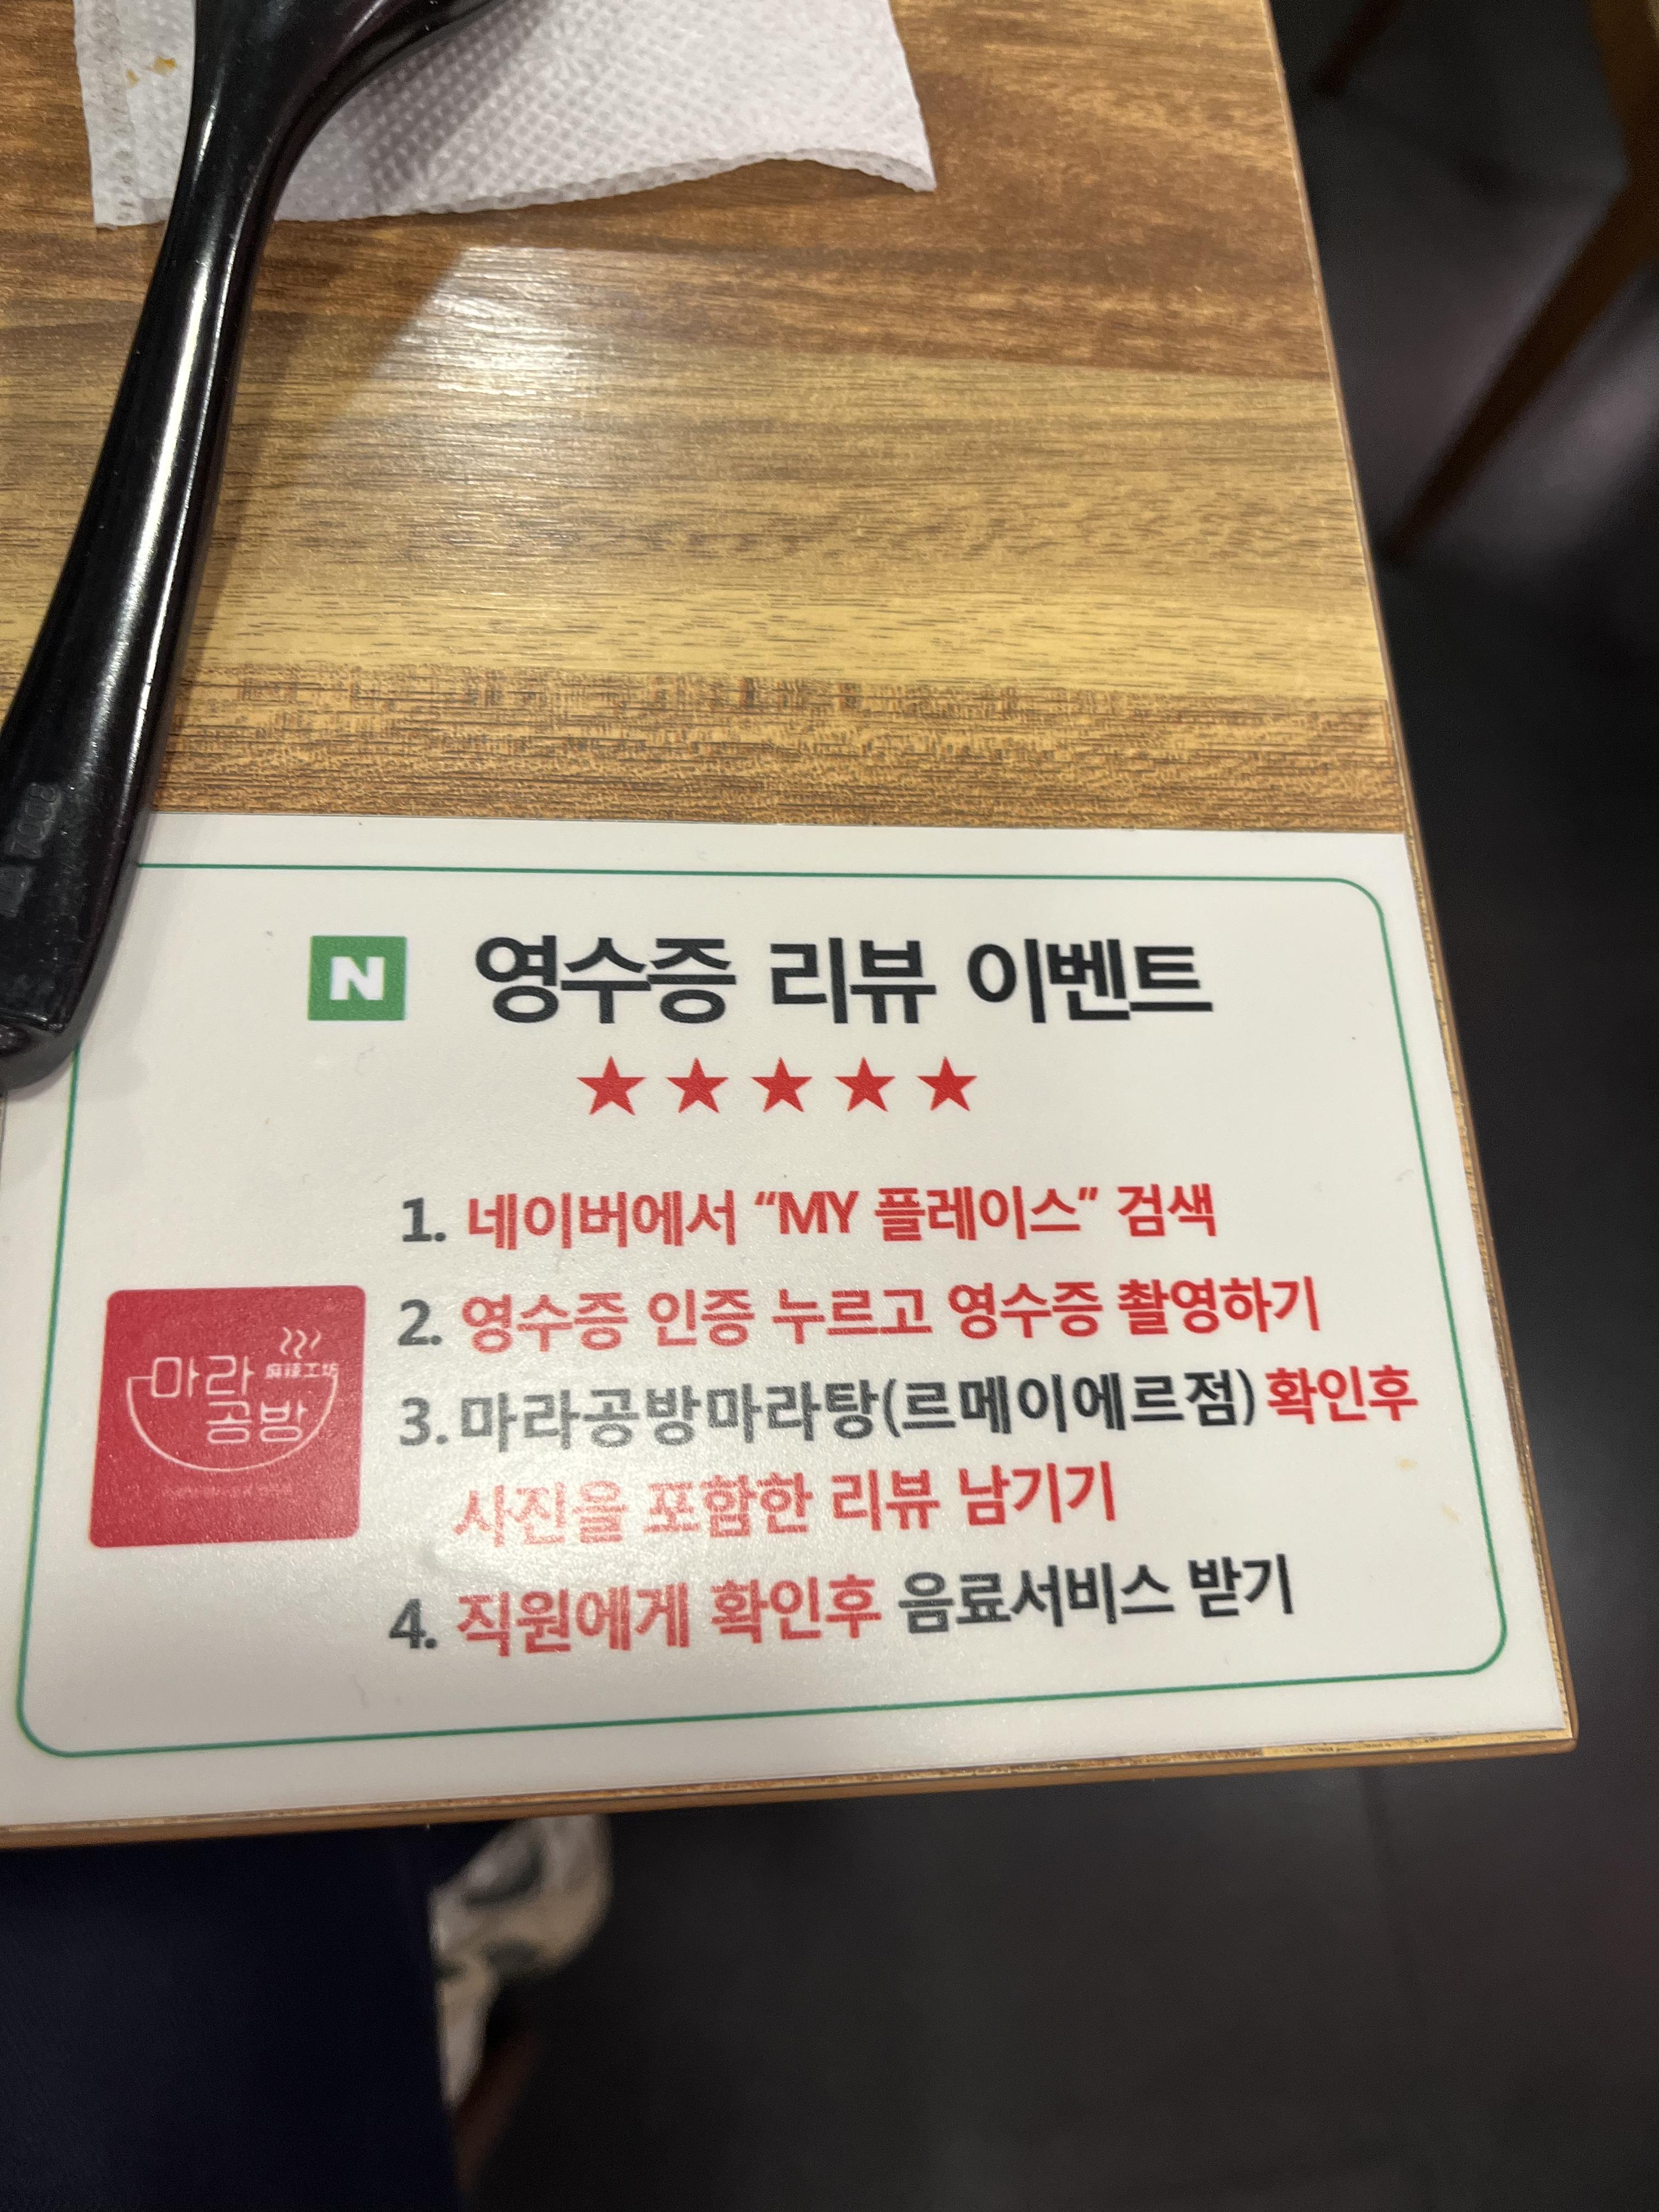 N 영수증 리뷰 이벤트
★★★★★
1. 네이버에서 “MY 플레이스” 검색
2. 영수증 인증 누르고 영수증 촬영하기
3. 마라공방마라탕(르메이에르점) 확인후
사진을 포함한 리뷰 남기기
4. 직원에게 확인후 음료서비스 받기
마라 麻辣工坊
공방